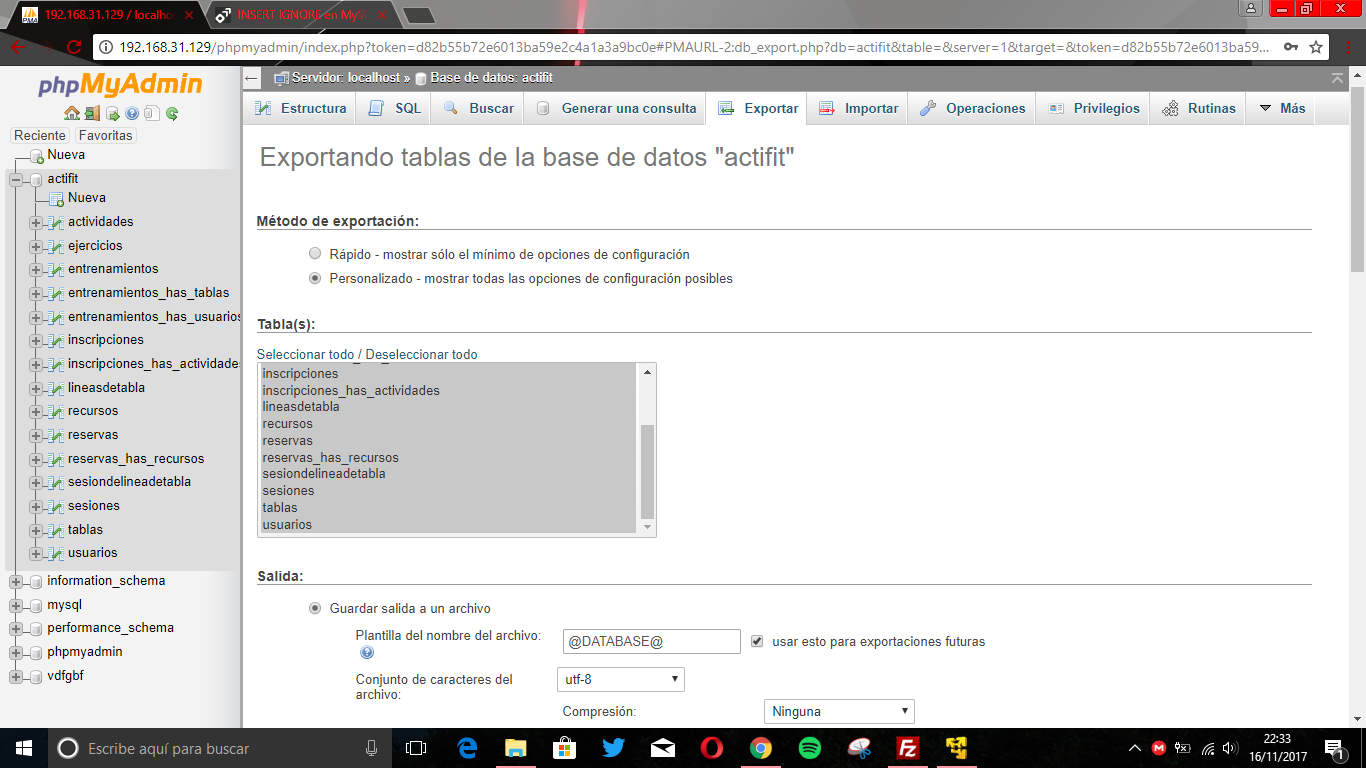 192.168.31.129 / localho
INSERT IGNORE en MyS
192.168.31.129/phpmyadmin/index.php?token=d82b55b72e6013ba59e2c4a1a3a9bc0e#PMAURL-2:db_export.php?db=actifit&table=&server=1&target=&token=d82b55b72e6013ba59...
phpMyAdmin
Reciente Favoritas
Nueva
actifit
Nueva
actividades
ejercicios
entrenamientos
entrenamientos_has_tablas
entrenamientos_has_usuarios
inscripciones
inscripciones_has_actividades
lineasdetabla
recursos
reservas
reservas_has_recursos
sesiondelineadetabla
sesiones
tablas
usuarios
information_schema
mysql
performance_schema
phpmyadmin
vdfgbf
Servidor: localhost » Base de datos: actifit
Estructura SQL Buscar Generar una consulta Exportar Importar Operaciones Privilegios Rutinas Más
Exportando tablas de la base de datos "actifit"
Método de exportación:
Rápido - mostrar sólo el mínimo de opciones de configuración
Personalizado - mostrar todas las opciones de configuración posibles
Tabla(s):
Seleccionar todo / Deseleccionar todo
inscripciones
inscripciones_has_actividades
lineasdetabla
recursos
reservas
reservas_has_recursos
sesiondelineadetabla
sesiones
tablas
usuarios
Salida:
Guardar salida a un archivo
Plantilla del nombre del archivo: @DATABASE@ usar esto para exportaciones futuras
Conjunto de caracteres del archivo: utf-8
Compresión: Ninguna
Escribe aquí para buscar
22:33
16/11/2017
1